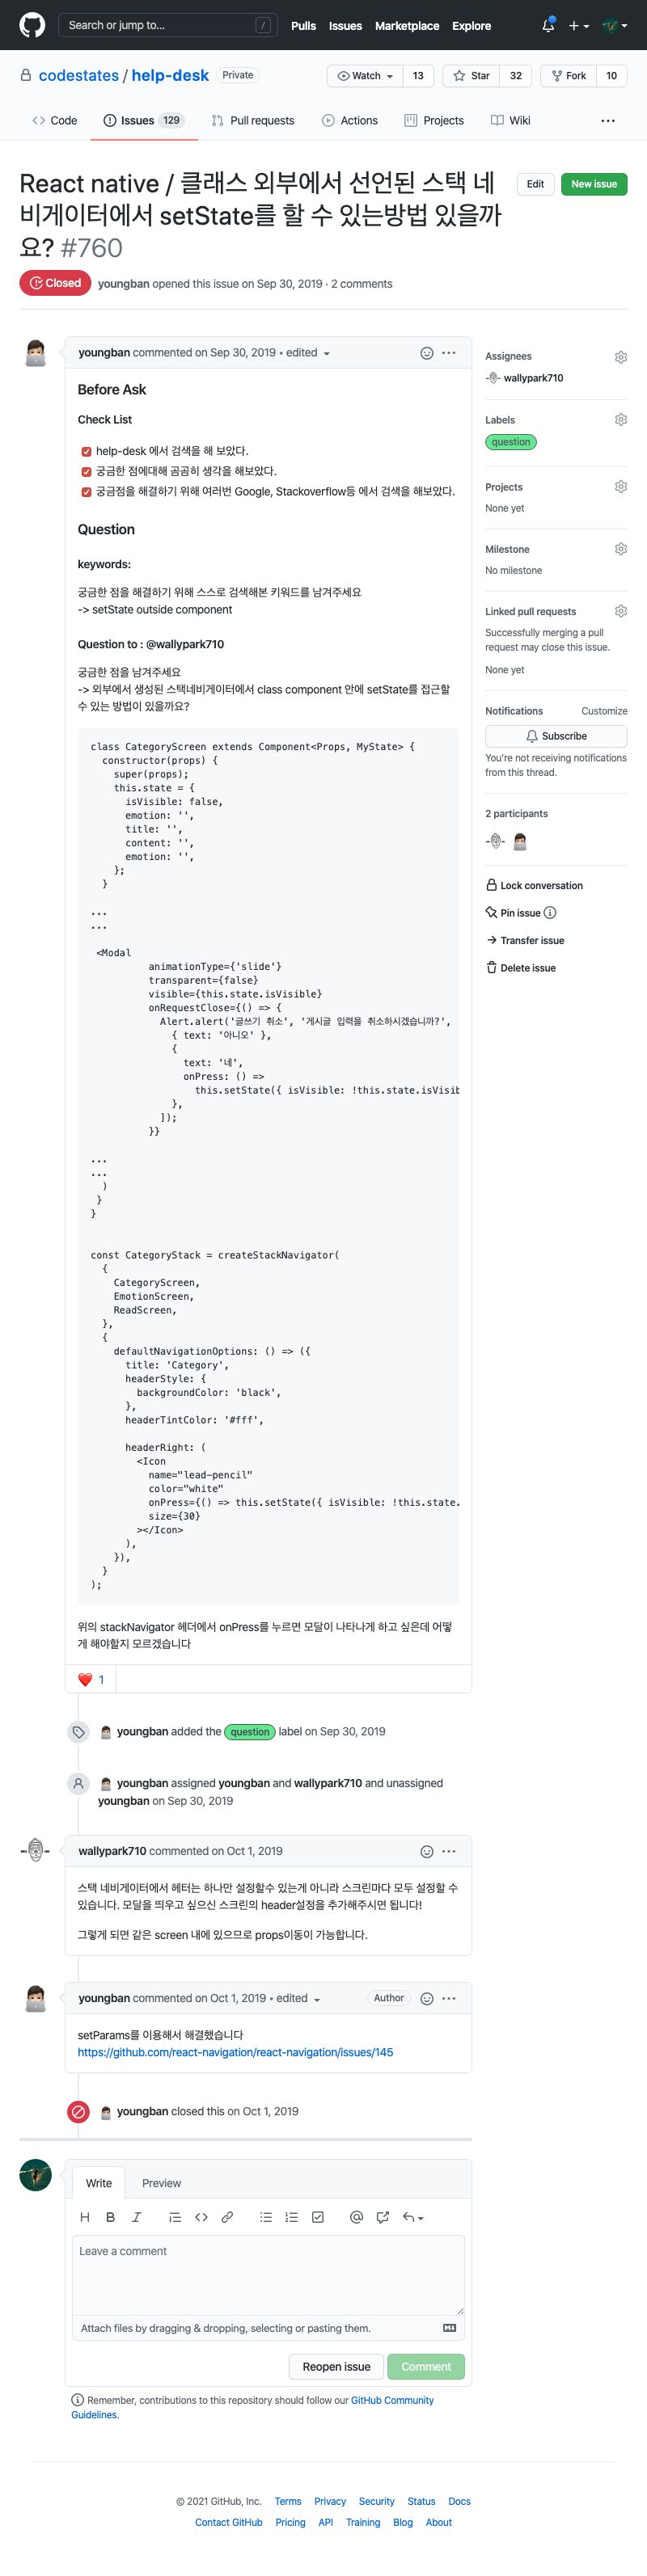 Search or jump to... /
Pulls Issues Marketplace Explore
codestates / help-desk Private
Watch 13 Star 32 Fork 10
Code Issues 129 Pull requests Actions Projects Wiki
React native / 클래스 외부에서 선언된 스택 네
비게이터에서 setState를 할 수 있는방법 있을까
요? #760
Edit New issue
Closed youngban opened this issue on Sep 30, 2019 · 2 comments
youngban commented on Sep 30, 2019 • edited
Before Ask
Check List
help-desk 에서 검색을 해 보았다.
궁금한 점에대해 곰곰히 생각을 해보았다.
궁금점을 해결하기 위해 여러번 Google, Stackoverflow등 에서 검색을 해보았다.
Question
keywords:
궁금한 점을 해결하기 위해 스스로 검색해본 키워드를 남겨주세요
-> setState outside component
Question to : @wallypark710
궁금한 점을 남겨주세요
-> 외부에서 생성된 스택네비게이터에서 class component 안에 setState를 접근할
수 있는 방법이 있을까요?
class CategoryScreen extends Component<Props, MyState> {
constructor(props) {
super(props);
this.state = {
isVisible: false,
emotion: '',
title: '',
content: '',
emotion: '',
};
}
...
...
<Modal
animationType={'slide'}
transparent={false}
visible={this.state.isVisible}
onRequestClose={() => {
Alert.alert('글쓰기 취소', '게시글 입력을 취소하시겠습니까?',
{ text: '아니오' },
{
text: '네',
onPress: () =>
this.setState({ isVisible: !this.state.isVisib
},
]);
}}
...
...
)
}
}
const CategoryStack = createStackNavigator(
{
CategoryScreen,
EmotionScreen,
ReadScreen,
},
{
defaultNavigationOptions: () => ({
title: 'Category',
headerStyle: {
backgroundColor: 'black',
},
headerTintColor: '#fff',
headerRight: (
<Icon
name="lead-pencil"
color="white"
onPress={() => this.setState({ isVisible: !this.state.
size={30}
></Icon>
),
}),
}
);
위의 stackNavigator 헤더에서 onPress를 누르면 모달이 나타나게 하고 싶은데 어떻
게 해야할지 모르겠습니다
❤️ 1
Assignees
wallypark710
Labels
question
Projects
None yet
Milestone
No milestone
Linked pull requests
Successfully merging a pull
request may close this issue.
None yet
Notifications Customize
Subscribe
You're not receiving notifications
from this thread.
2 participants
Lock conversation
Pin issue
Transfer issue
Delete issue
youngban added the question label on Sep 30, 2019
youngban assigned youngban and wallypark710 and unassigned
youngban on Sep 30, 2019
wallypark710 commented on Oct 1, 2019
스택 네비게이터에서 헤터는 하나만 설정할수 있는게 아니라 스크린마다 모두 설정할 수
있습니다. 모달을 띄우고 싶으신 스크린의 header설정을 추가해주시면 됩니다!
그렇게 되면 같은 screen 내에 있으므로 props이동이 가능합니다.
youngban commented on Oct 1, 2019 • edited Author
setParams를 이용해서 해결했습니다
https://github.com/react-navigation/react-navigation/issues/145
youngban closed this on Oct 1, 2019
Write Preview
Leave a comment
Attach files by dragging & dropping, selecting or pasting them.
Reopen issue Comment
Remember, contributions to this repository should follow our GitHub Community
Guidelines.
© 2021 GitHub, Inc. Terms Privacy Security Status Docs
Contact GitHub Pricing API Training Blog About